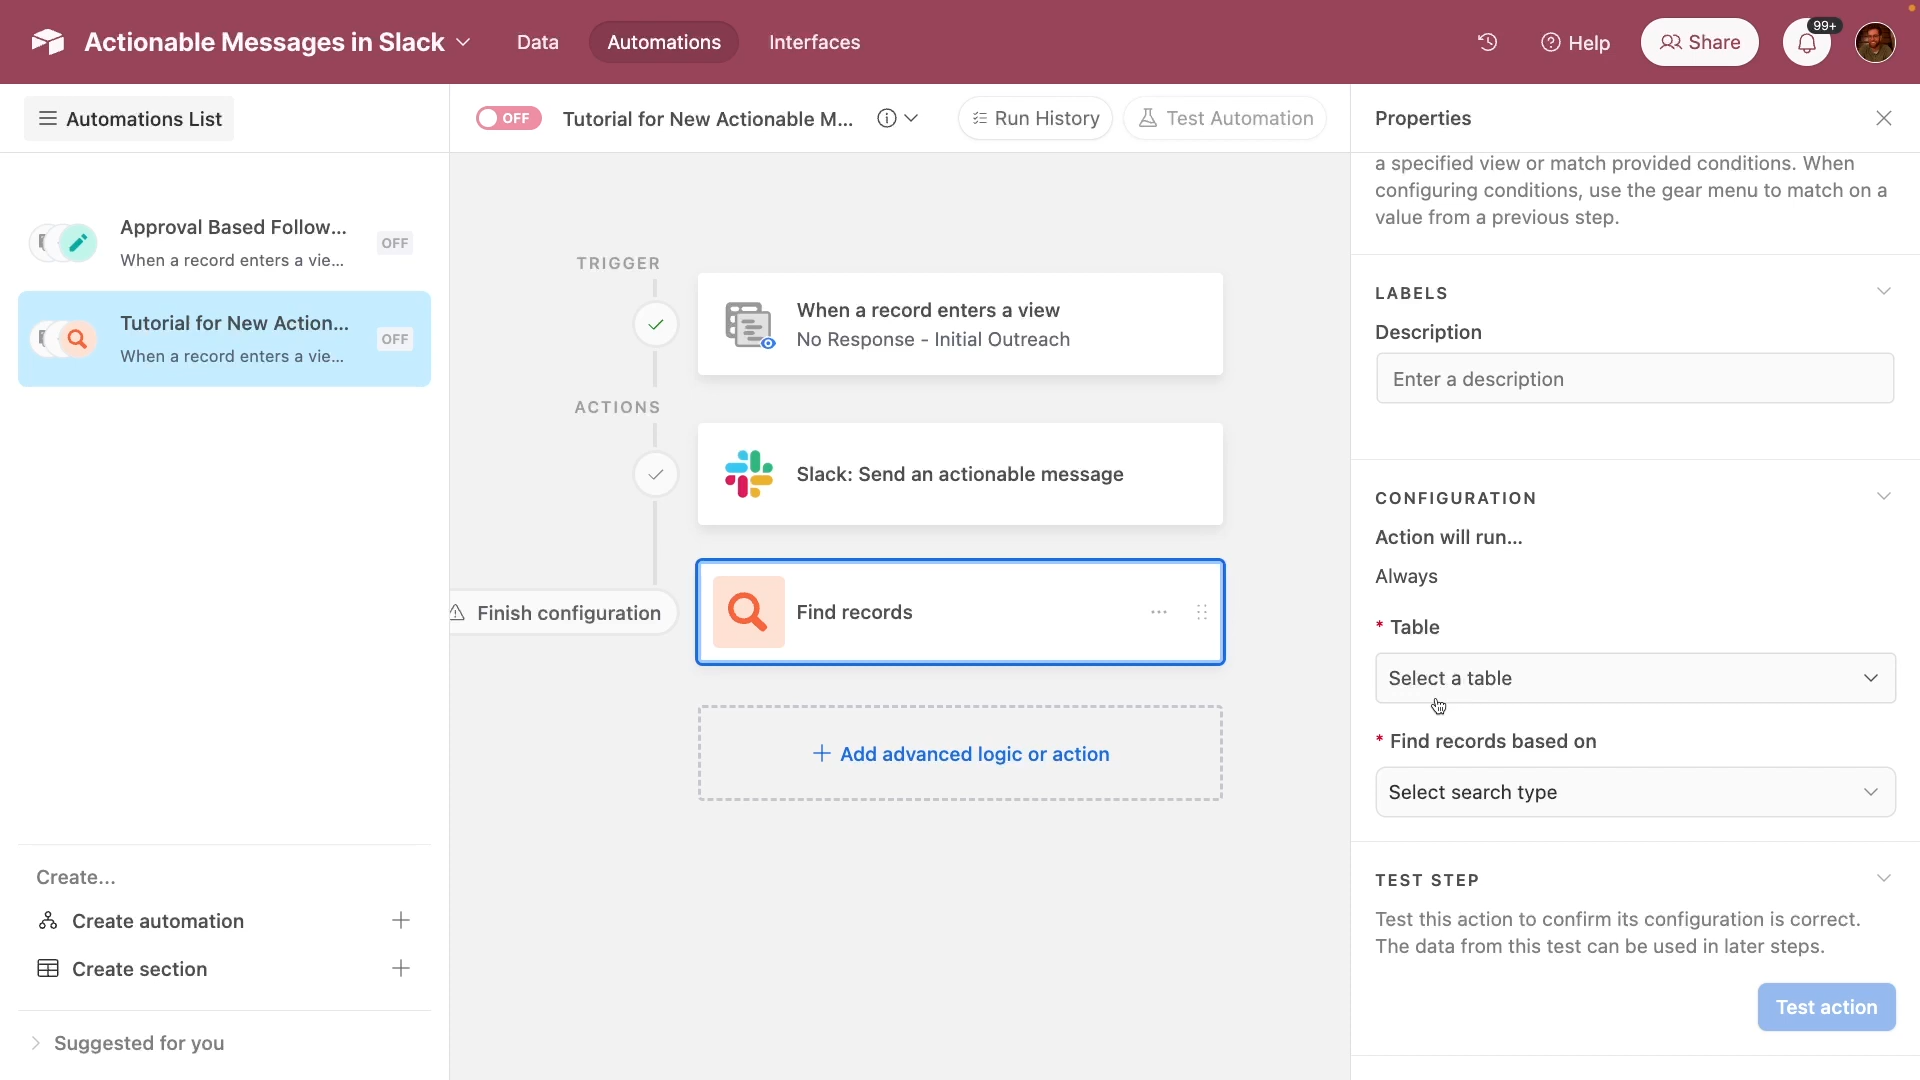 Actionable Messages in Slack
Data
Automations
Interfaces
Help
Share
99+
Automations List
OFF
Tutorial for New Actionable M...
Run History
Test Automation
Properties
Approval Based Follow...
When a record enters a vie...
OFF
Tutorial for New Action...
When a record enters a vie...
OFF
Create...
Create automation
Create section
Suggested for you
TRIGGER
When a record enters a view
No Response - Initial Outreach
ACTIONS
Slack: Send an actionable message
Finish configuration
Find records
Add advanced logic or action
a specified view or match provided conditions. When
configuring conditions, use the gear menu to match on a
value from a previous step.
LABELS
Description
Enter a description
CONFIGURATION
Action will run...
Always
* Table
Select a table
* Find records based on
Select search type
TEST STEP
Test this action to confirm its configuration is correct.
The data from this test can be used in later steps.
Test action